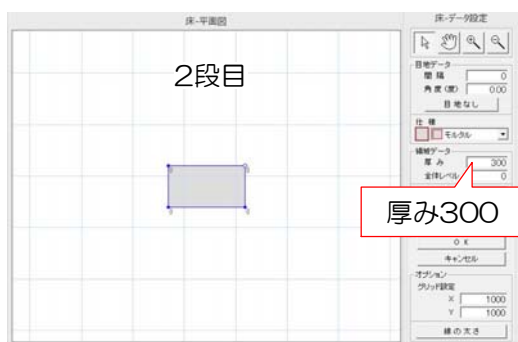 床-平面図
2段目
床-データ設定
目地データ
間隔 0
角度(度) 0.00
目地なし
仕様
モルタル
領域データ
厚み 300
全体レベル 0
厚み300
OK
キャンセル
オプション
グリッド設定
X 1000
Y 1000
線の太さ